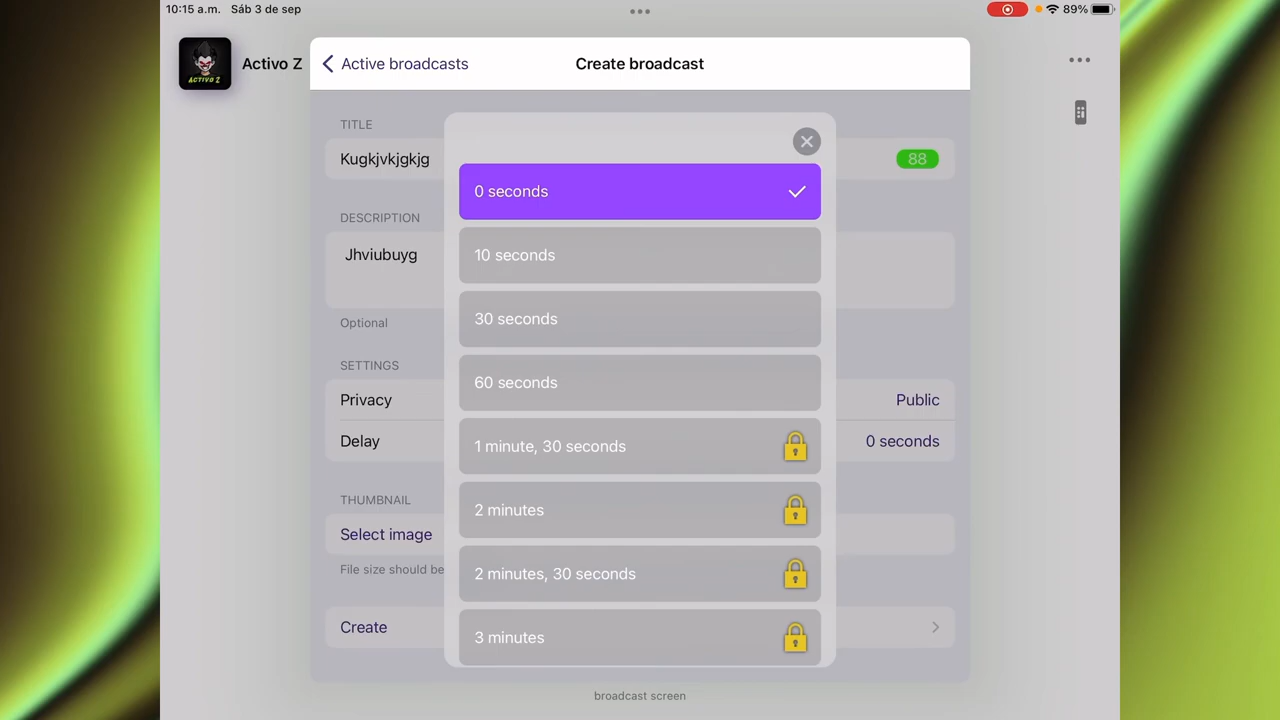 10:15 a.m. Sáb 3 de sep
89%
ACTIVO Z
Activo Z
Active broadcasts
Create broadcast
TITLE
Kugkjvkjgkjg
88
DESCRIPTION
Jhviubuyg
Optional
SETTINGS
Privacy
Public
Delay
0 seconds
THUMBNAIL
Select image
File size should be
Create
0 seconds
10 seconds
30 seconds
60 seconds
1 minute, 30 seconds
2 minutes
2 minutes, 30 seconds
3 minutes
broadcast screen